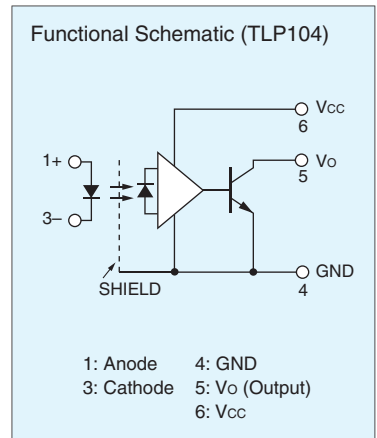 Functional Schematic (TLP104)
VCC
6
1+
VO
5
3–
GND
SHIELD
4
1: Anode 4: GND
3: Cathode 5: VO (Output)
6: VCC